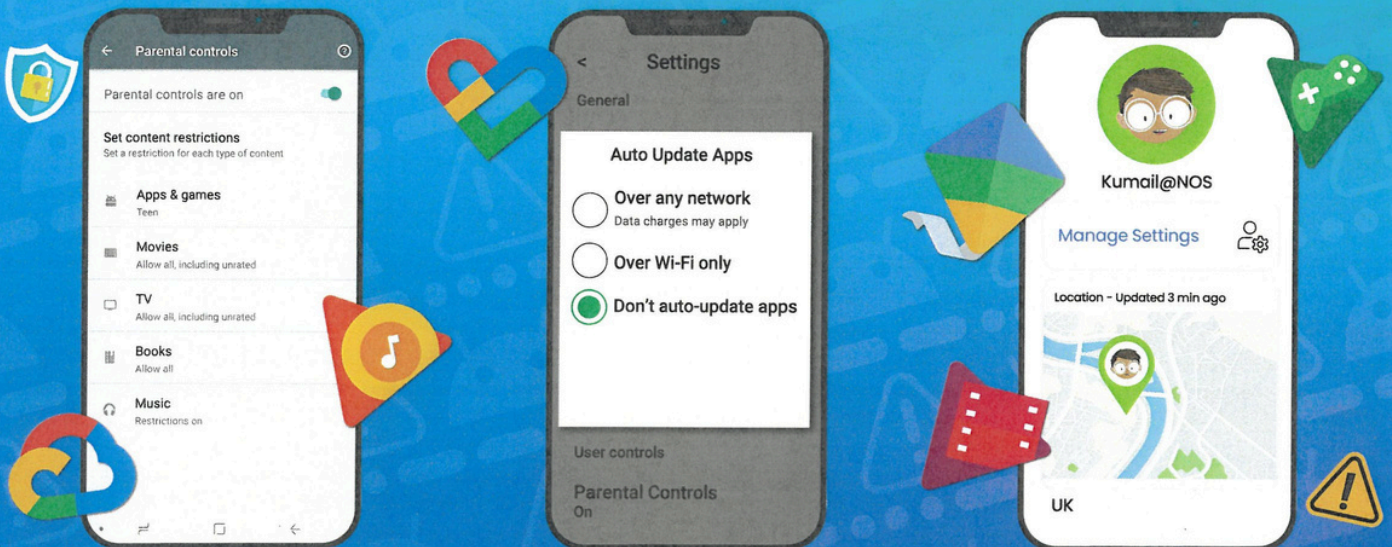 Parental controls
Parental controls are on
Set content restrictions
Set a restriction for each type of content
Apps & games
Teen
Movies
Allow all, including unrated
TV
Allow all, including unrated
Books
Allow all
Music
Restrictions on
Settings
General
Auto Update Apps
Over any network
Data charges may apply
Over Wi-Fi only
Don't auto-update apps
User controls
Parental Controls
On
Kumail@NOS
Manage Settings
Location - Updated 3 min ago
UK